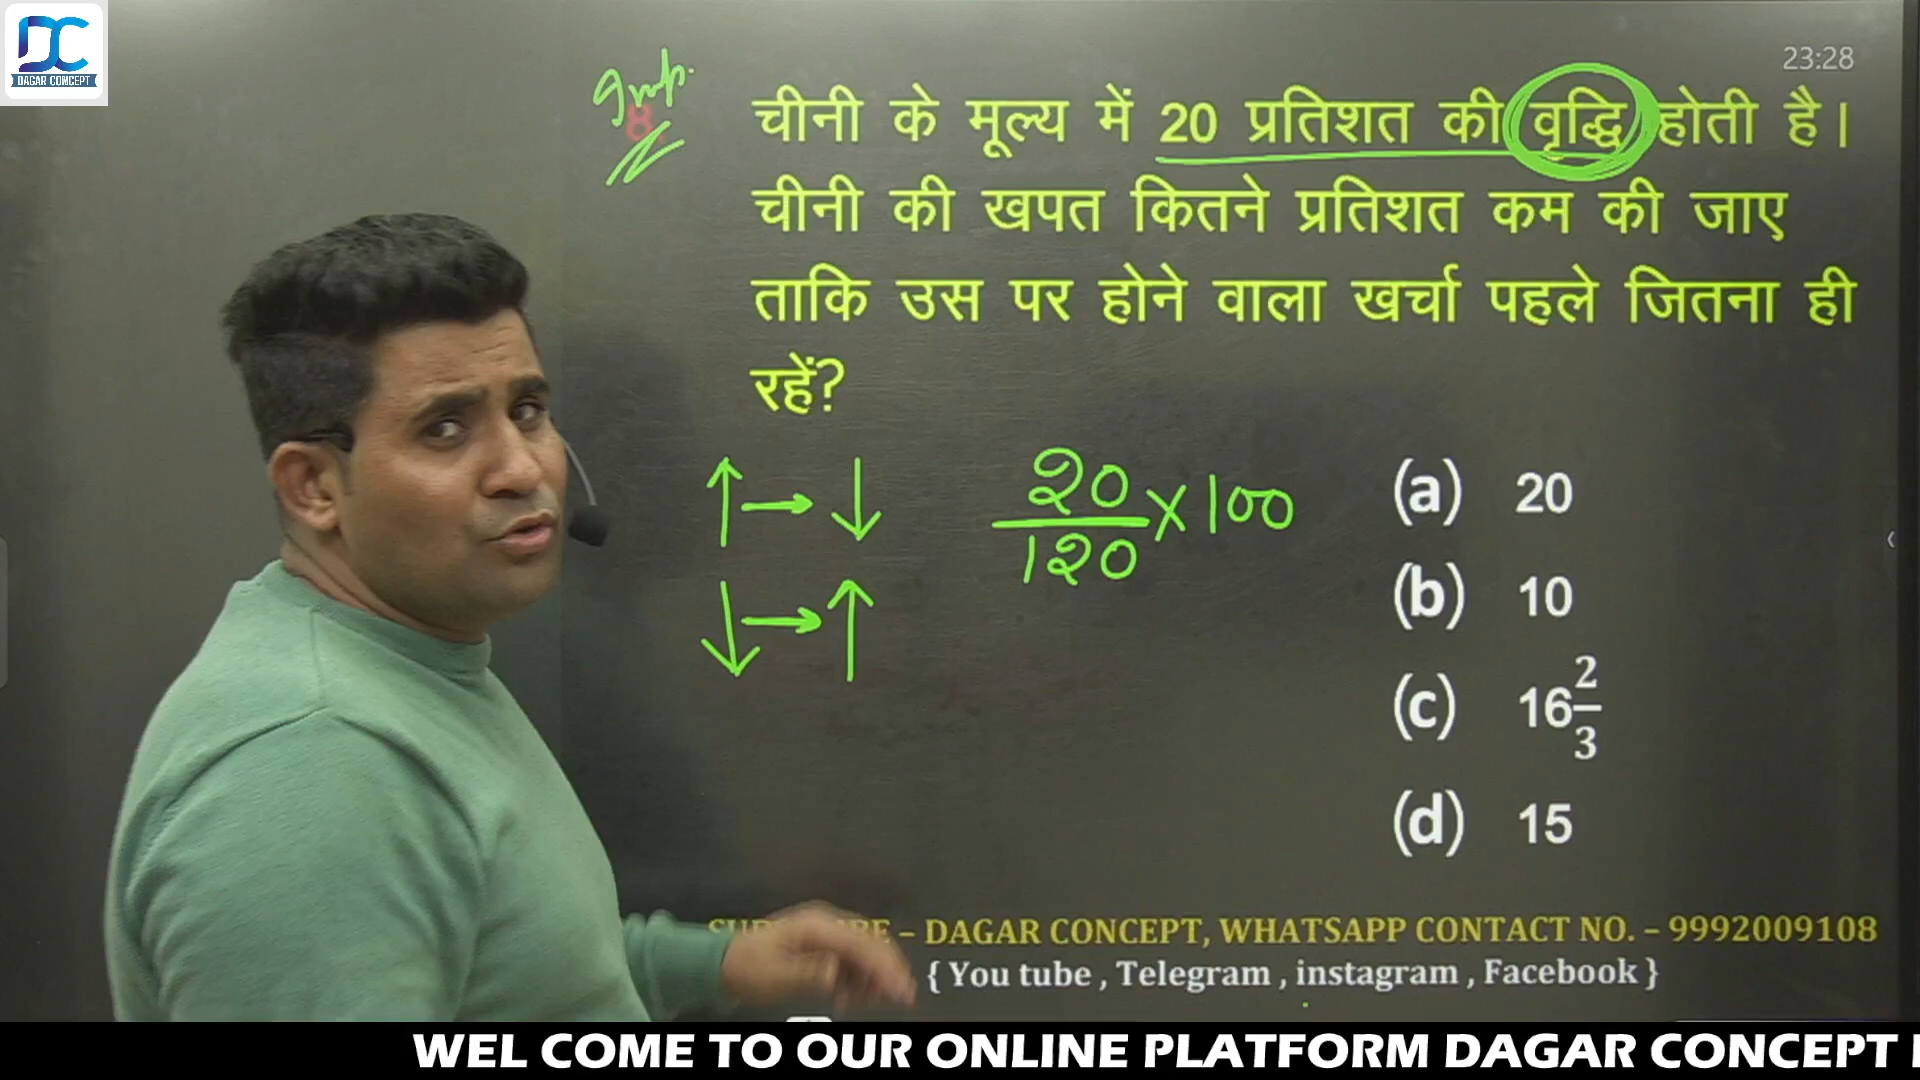 DC
DAGAR CONCEPT
23:28
Imp.
8
चीनी के मूल्य में 20 प्रतिशत की वृद्धि होती है।
चीनी की खपत कितने प्रतिशत कम की जाए
ताकि उस पर होने वाला खर्चा पहले जितना ही
रहें?
20/120 × 100
(a) 20
(b) 10
(c) 16 2/3
(d) 15
– DAGAR CONCEPT, WHATSAPP CONTACT NO. – 9992009108
{ You tube , Telegram , instagram , Facebook }
WEL COME TO OUR ONLINE PLATFORM DAGAR CONCEPT